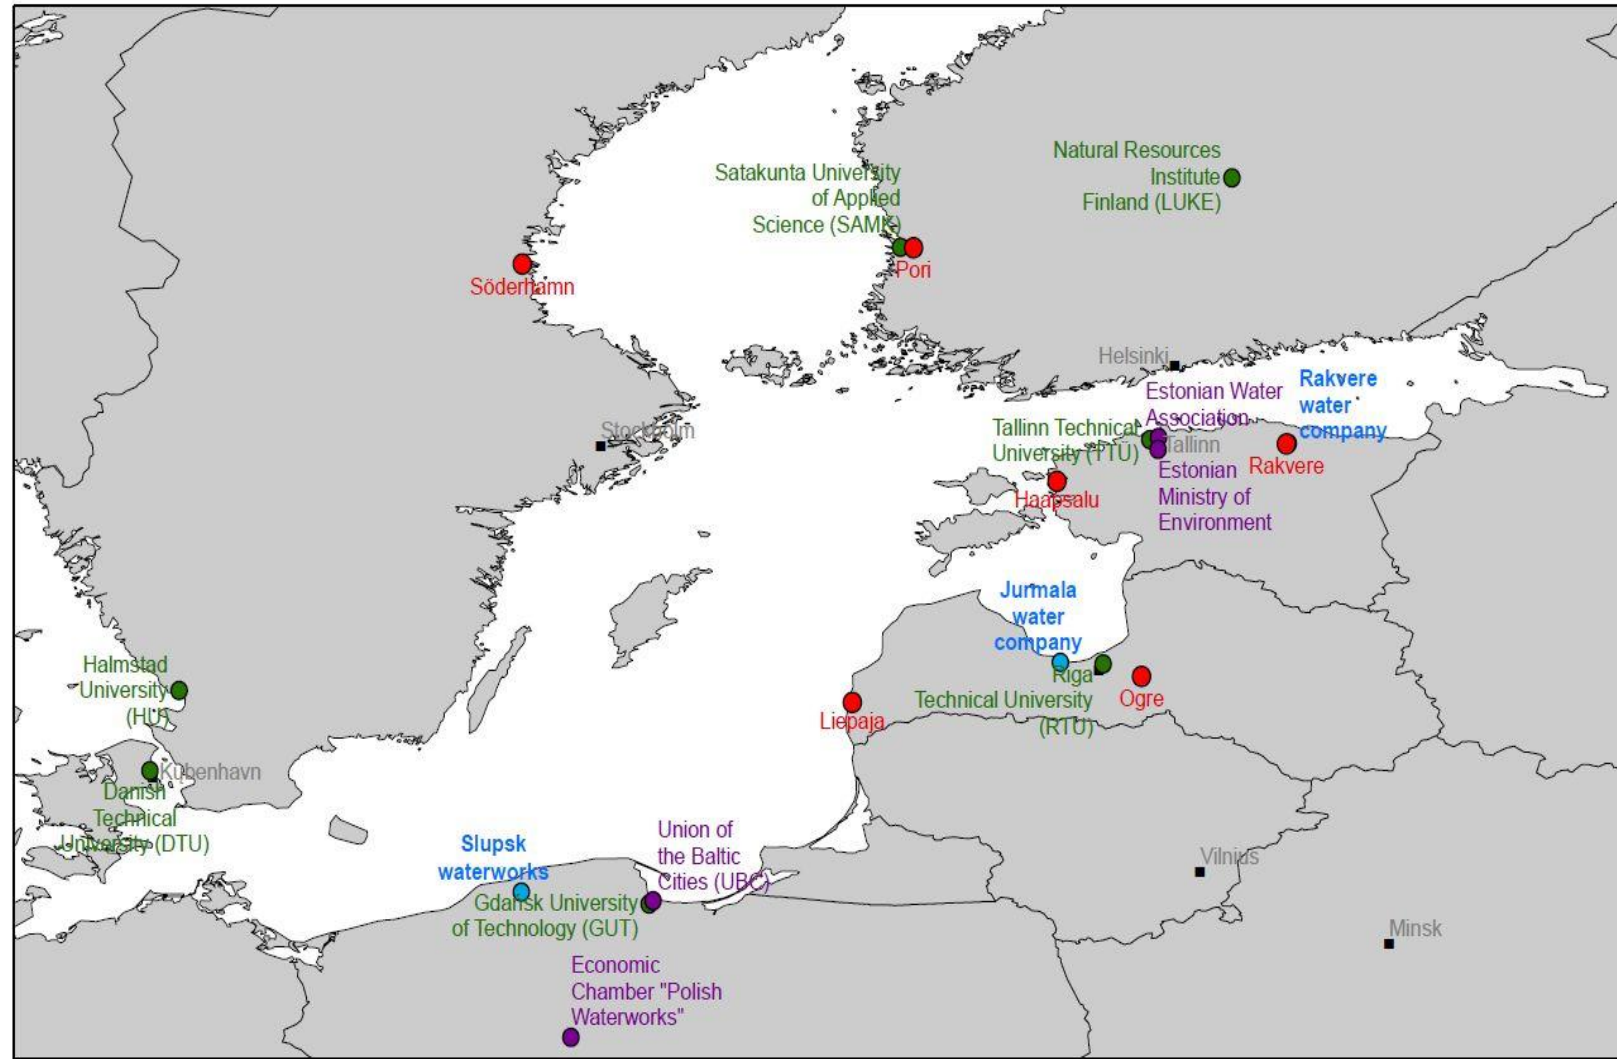 Natural Resources
Institute
Finland (LUKE)
Satakunta University
of Applied
Science (SAMK)
Pori
Söderhamn
Helsinki
Rakvere
water
company
Estonian Water
Association
Stockholm
Tallinn Technical
University (TTÜ)
Tallinn
Rakvere
Estonian
Ministry of
Environment
Haapsalu
Jurmala
water
company
Halmstad
University
(HU)
Riga
Technical University
(RTU)
Ogre
Liepaja
Kųbenhavn
Danish
Technical
University (DTU)
Slupsk
waterworks
Union of
the Baltic
Cities (UBC)
Gdańsk University
of Technology (GUT)
Vilnius
Minsk
Economic
Chamber "Polish
Waterworks"